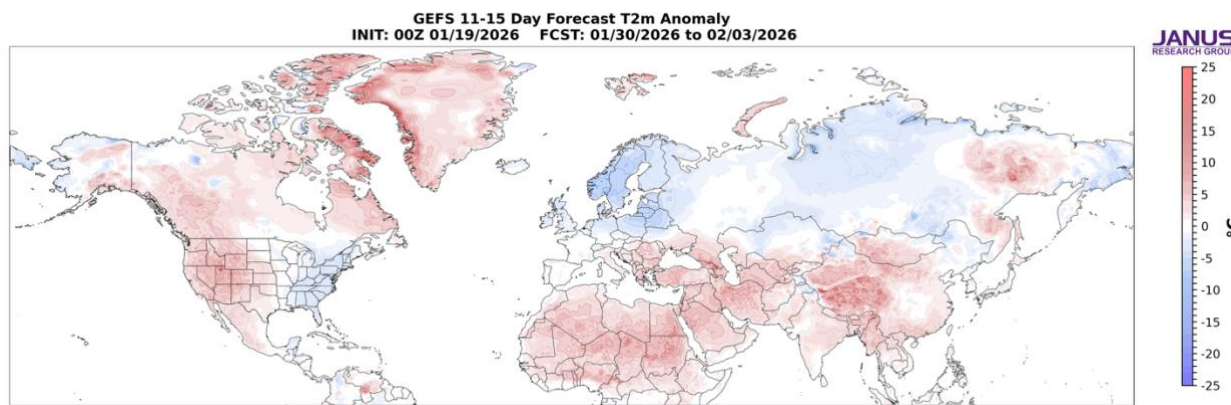 GEFS 11-15 Day Forecast T2m Anomaly
INIT: 00Z 01/19/2026 FCST: 01/30/2026 to 02/03/2026
JANUS
RESEARCH GROUP
25
20
15
10
5
0
-5
-10
-15
-20
-25